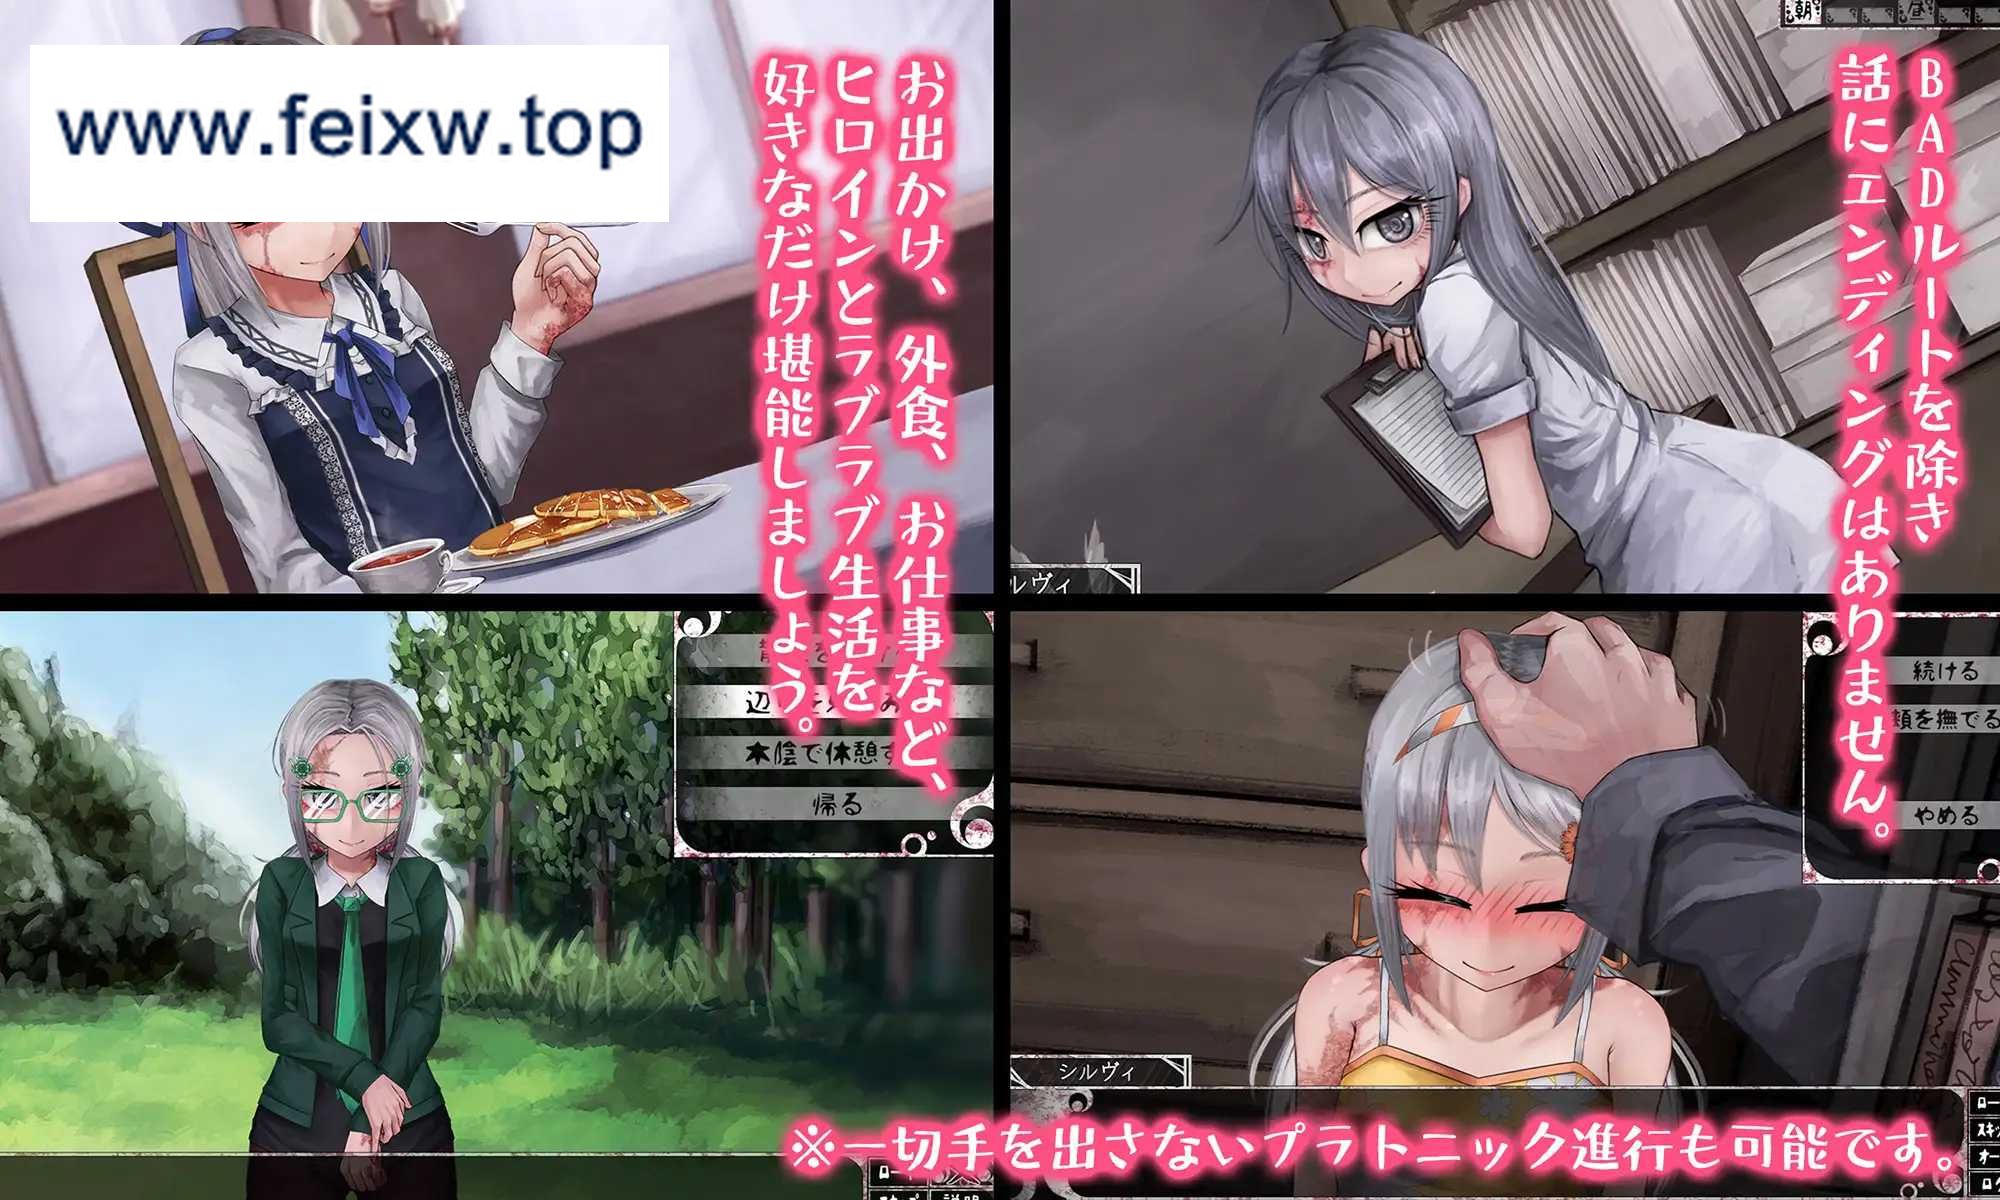 www.feixw.top
お出かけ、外食、お仕事など、
ヒロインとラブラブ生活を
好きなだけ堪能しましょう。
朝
昼
BADルートを除き
話にエンディングはありません。
ルヴィ
木陰で休憩す
帰る
続ける
頬を撫でる
やめる
シルヴィ
※一切手を出さないプラトニック進行も可能です。